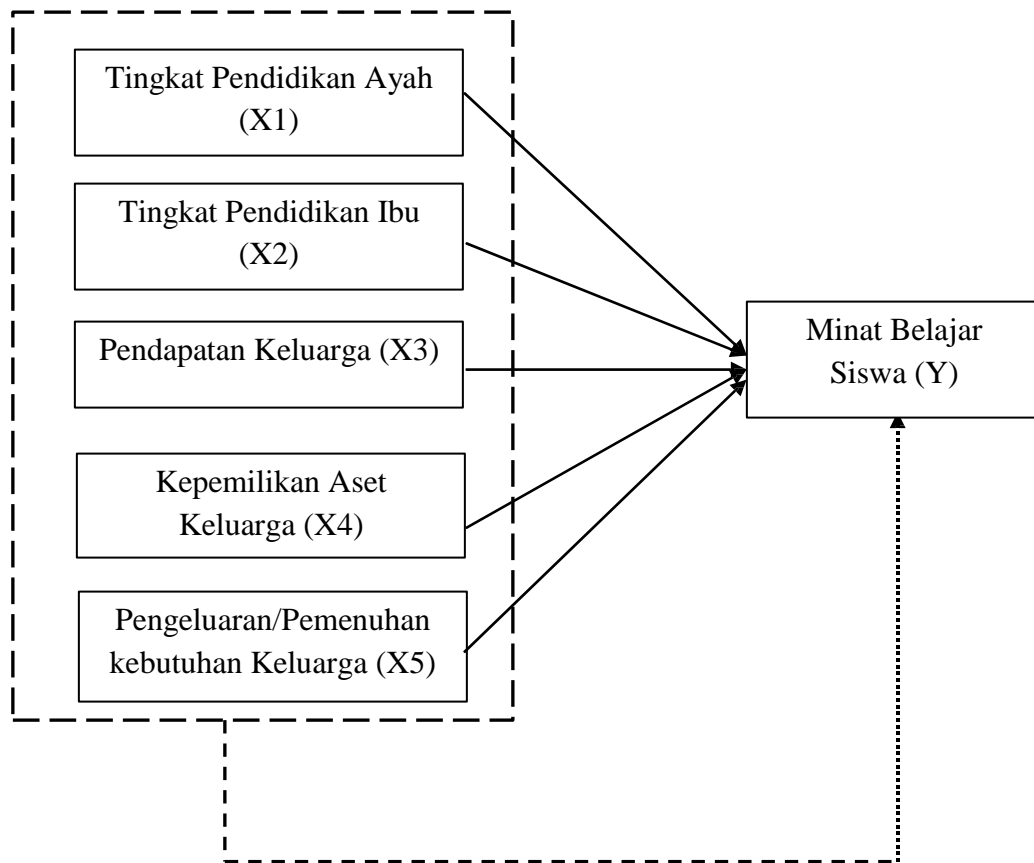 Tingkat Pendidikan Ayah
(X1)
Tingkat Pendidikan Ibu
(X2)
Pendapatan Keluarga (X3)
Kepemilikan Aset
Keluarga (X4)
Pengeluaran/Pemenuhan
kebutuhan Keluarga (X5)
Minat Belajar
Siswa (Y)